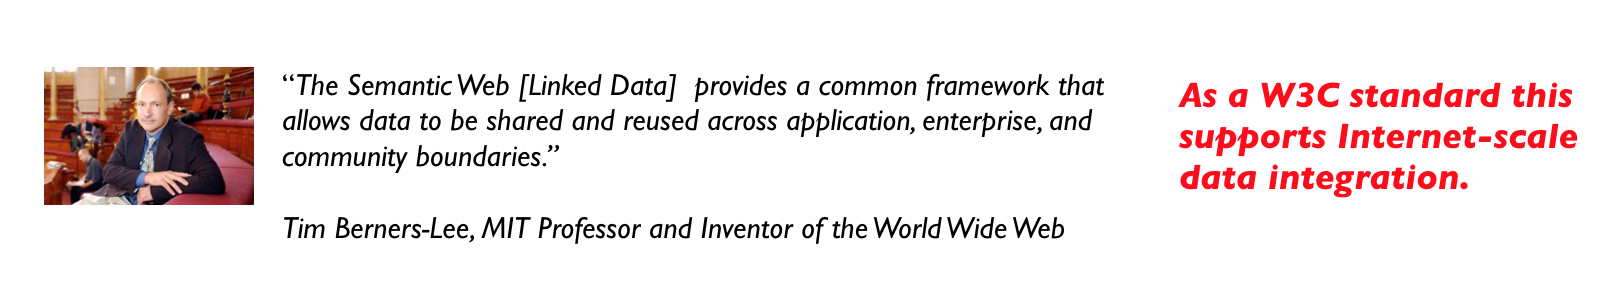 “The Semantic Web [Linked Data]  provides a common framework that
allows data to be shared and reused across application, enterprise, and
community boundaries.”
Tim Berners-Lee, MIT Professor and Inventor of the World Wide Web
As a W3C standard this
supports Internet-scale
data integration.